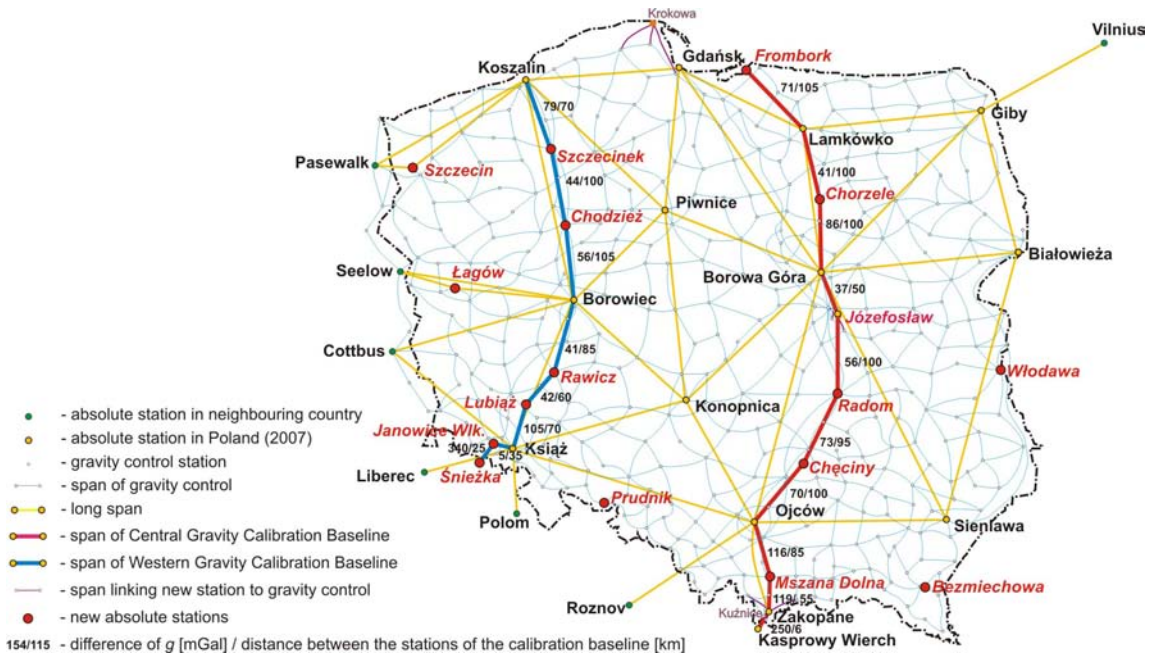 Krokowa
Vilnius
Gdańsk
Frombork
Koszalin
71/105
79/70
Giby
Lamkówko
Szczecinek
Pasewalk
Szczecin
41/100
44/100
Chorzele
Piwnice
Chodzież
86/100
Białowieża
56/105
Seelow
Łagów
Borowa Góra
37/50
Borowiec
Józefosław
Cottbus
41/85
56/100
Rawicz
Włodawa
42/60
Lubiąż
Konopnica
Radom
- absolute station in neighbouring country
105/70
- absolute station in Poland (2007)
Janowice Wlk.
340/25
Książ
73/95
- gravity control station
5/35
Chęciny
Liberec
Śnieżka
- span of gravity control
70/100
Prudnik
- long span
Ojców
Polom
Sieniawa
- span of Central Gravity Calibration Baseline
116/85
- span of Western Gravity Calibration Baseline
Mszana Dolna
Bezmiechowa
- span linking new station to gravity control
119/55
Roznov
Kuźnice
Zakopane
- new absolute stations
250/6
Kasprowy Wierch
154/115 - difference of g [mGal] / distance between the stations of the calibration baseline [km]